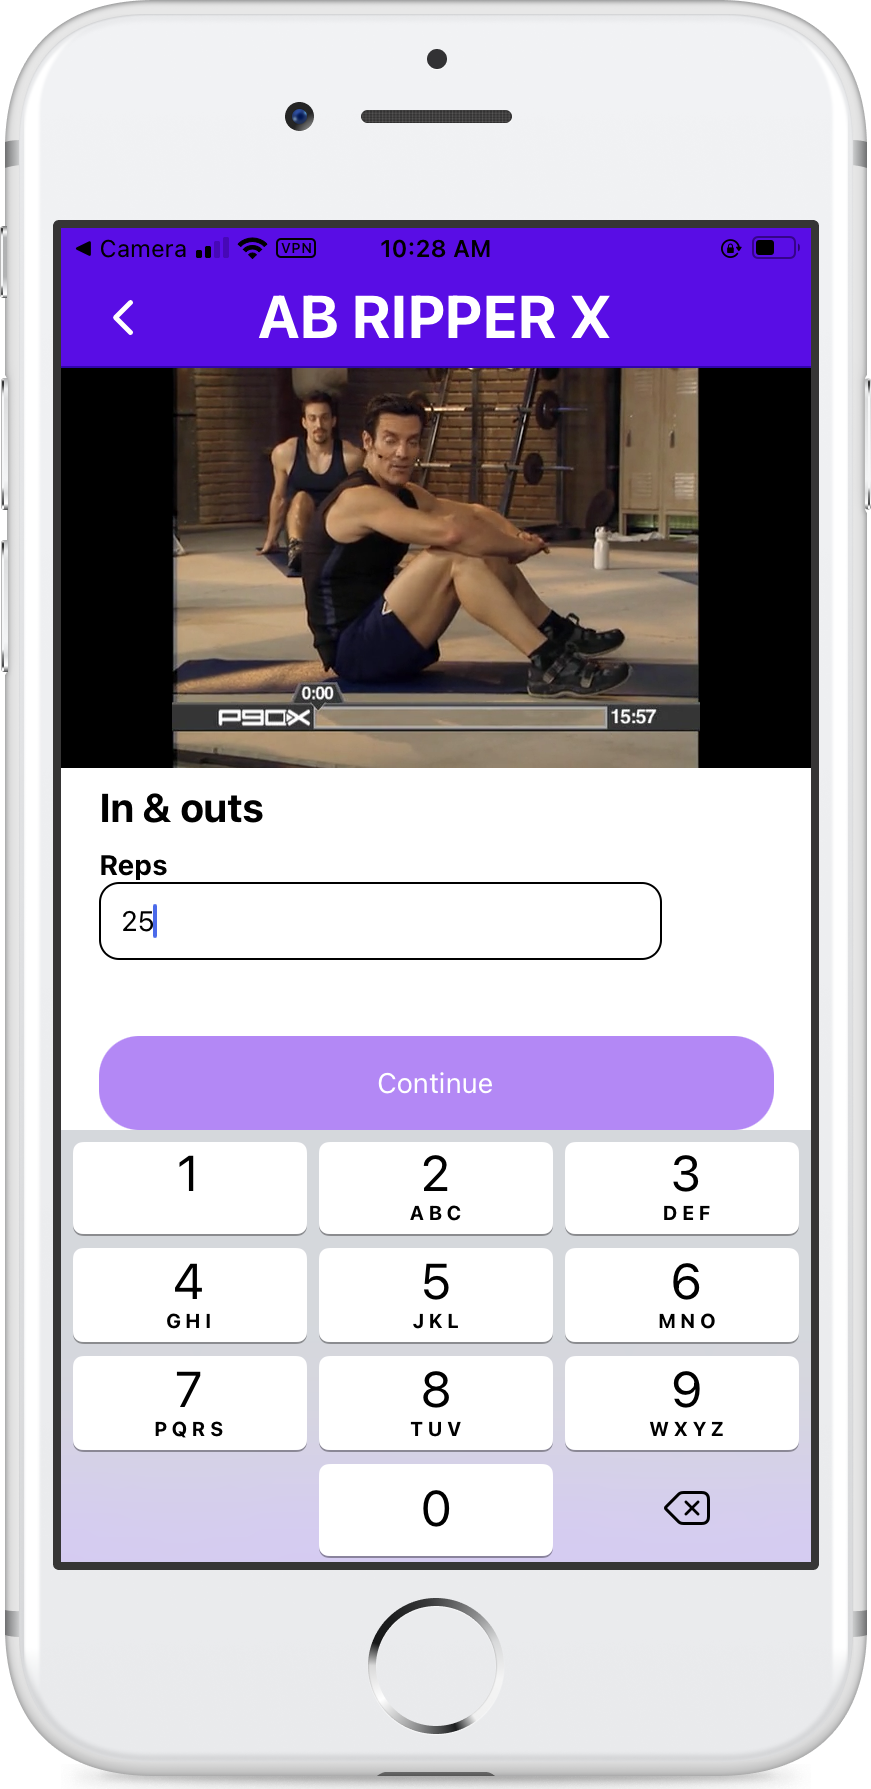 Camera VPN 10:28 AM
AB RIPPER X
0:00
P90X 15:57
In & outs
Reps
25
Continue
1 2 3
ABC DEF
4 5 6
GHI JKL MNO
7 8 9
PQRS TUV WXYZ
0